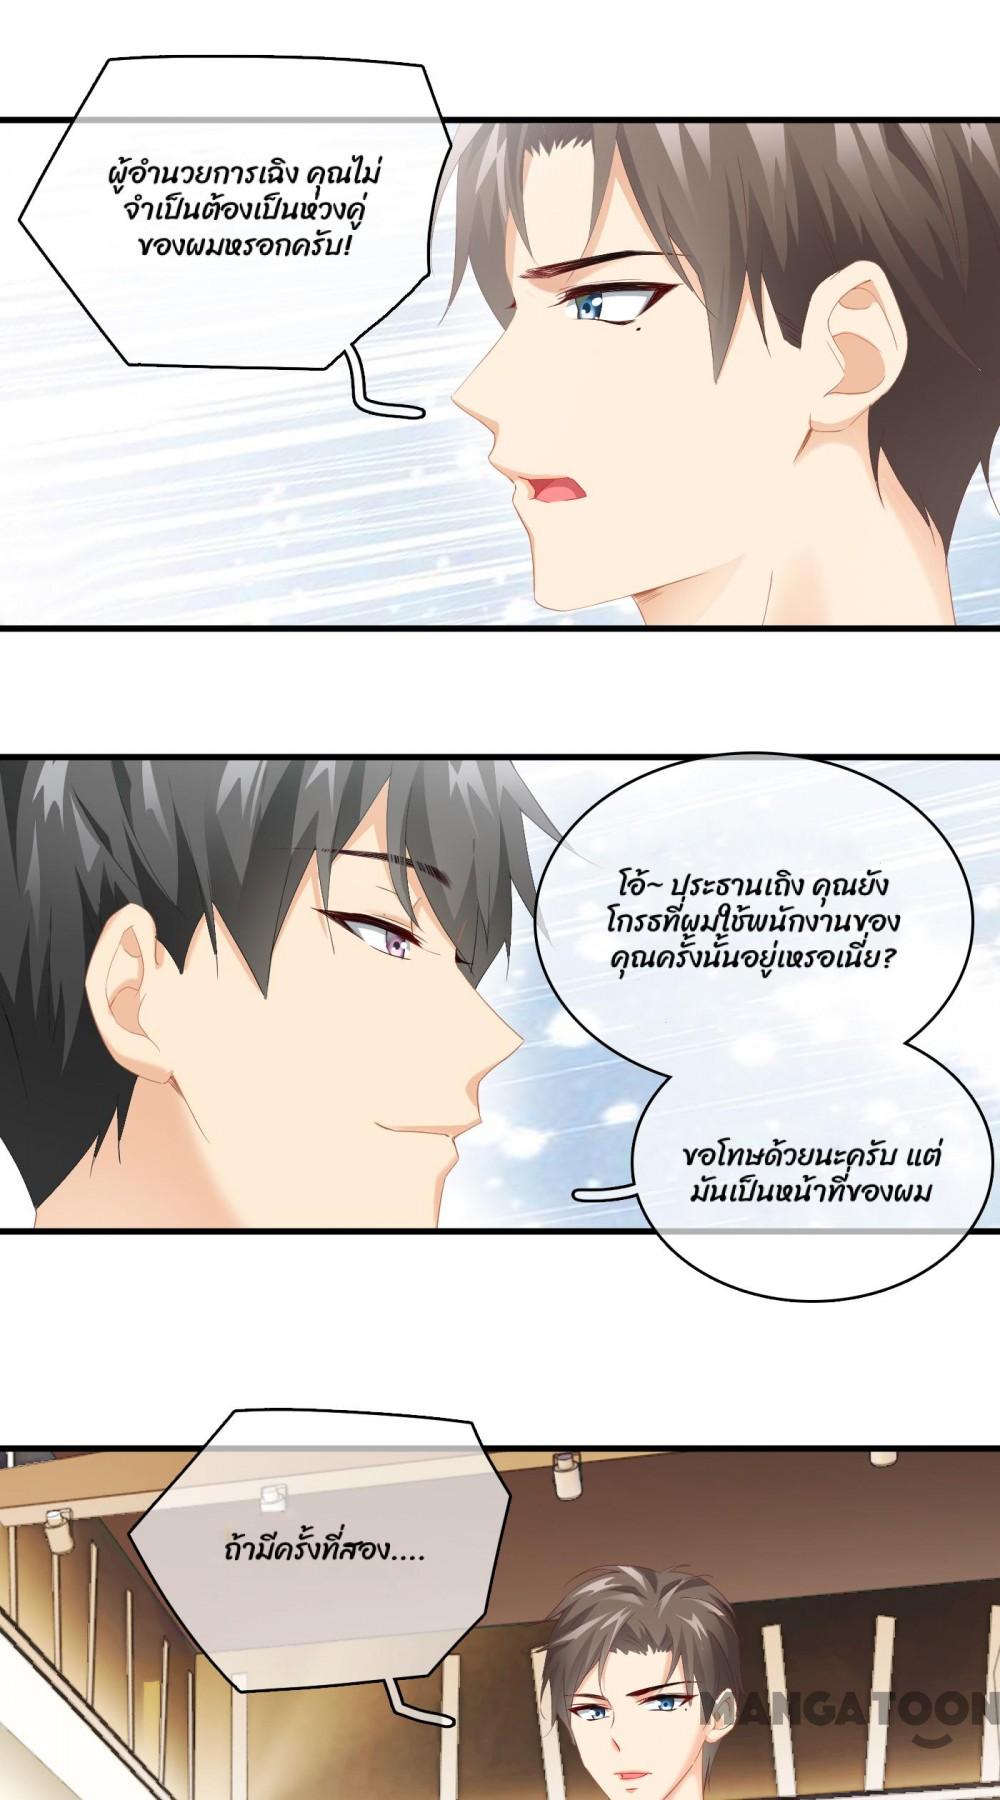 ผู้อำนวยการเฉิง คุณไม่
จำเป็นต้องเป็นห่วงคู่
ของผมหรอกครับ!
โอ้~ ประธานเถิง คุณยัง
โกรธที่ผมใช้พนักงานของ
คุณครั้งนั้นอยู่เหรอเนี่ย?
ขอโทษด้วยนะครับ แต่
มันเป็นหน้าที่ของผม
ถ้ามีครั้งที่สอง....
MANGATOON